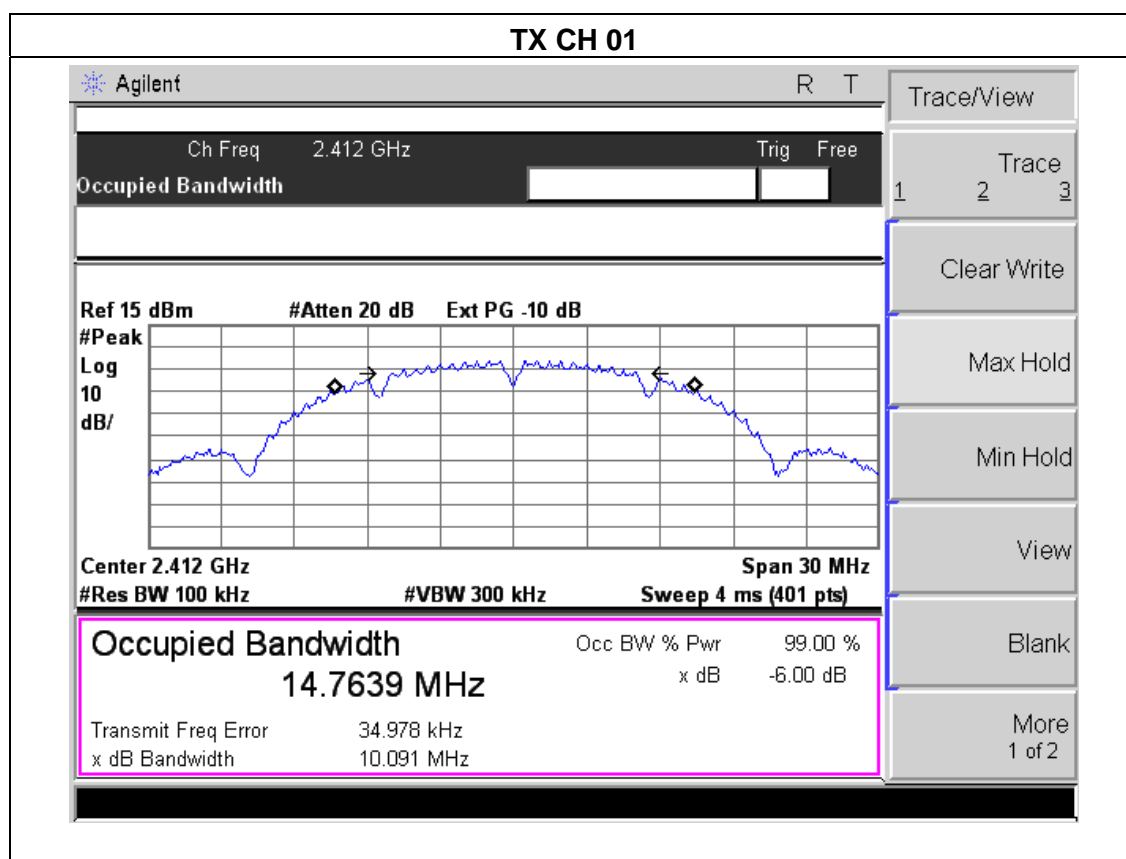 TX CH 01
Agilent R T
Trace/View
Ch Freq 2.412 GHz Trig Free
Occupied Bandwidth
Trace
1 2 3
Clear Write
Max Hold
Min Hold
View
Blank
More
1 of 2
Ref 15 dBm #Atten 20 dB Ext PG -10 dB
#Peak
Log
10
dB/
Center 2.412 GHz Span 30 MHz
#Res BW 100 kHz #VBW 300 kHz Sweep 4 ms (401 pts)
Occupied Bandwidth Occ BW % Pwr 99.00 %
14.7639 MHz x dB -6.00 dB
Transmit Freq Error 34.978 kHz
x dB Bandwidth 10.091 MHz